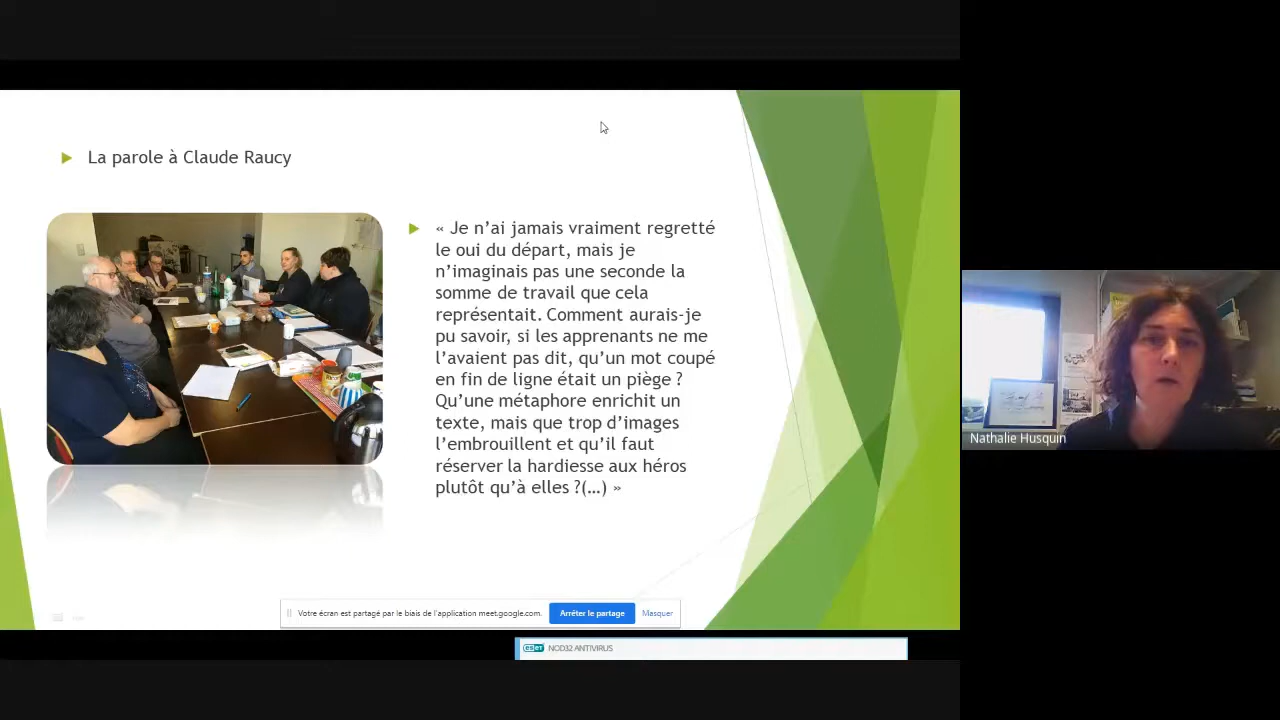 La parole à Claude Raucy
« Je n’ai jamais vraiment regretté
le oui du départ, mais je
n’imaginais pas une seconde la
somme de travail que cela
représentait. Comment aurais-je
pu savoir, si les apprenants ne me
l’avaient pas dit, qu’un mot coupé
en fin de ligne était un piège ?
Qu’une métaphore enrichit un
texte, mais que trop d’images
l’embrouillent et qu’il faut
réserver la hardiesse aux héros
plutôt qu’à elles ?(…) »
Nathalie Husquin
Votre écran est partagé par le biais de l'application meet.google.com.
Arrêter le partage
Masquer
eset NOD32 ANTIVIRUS